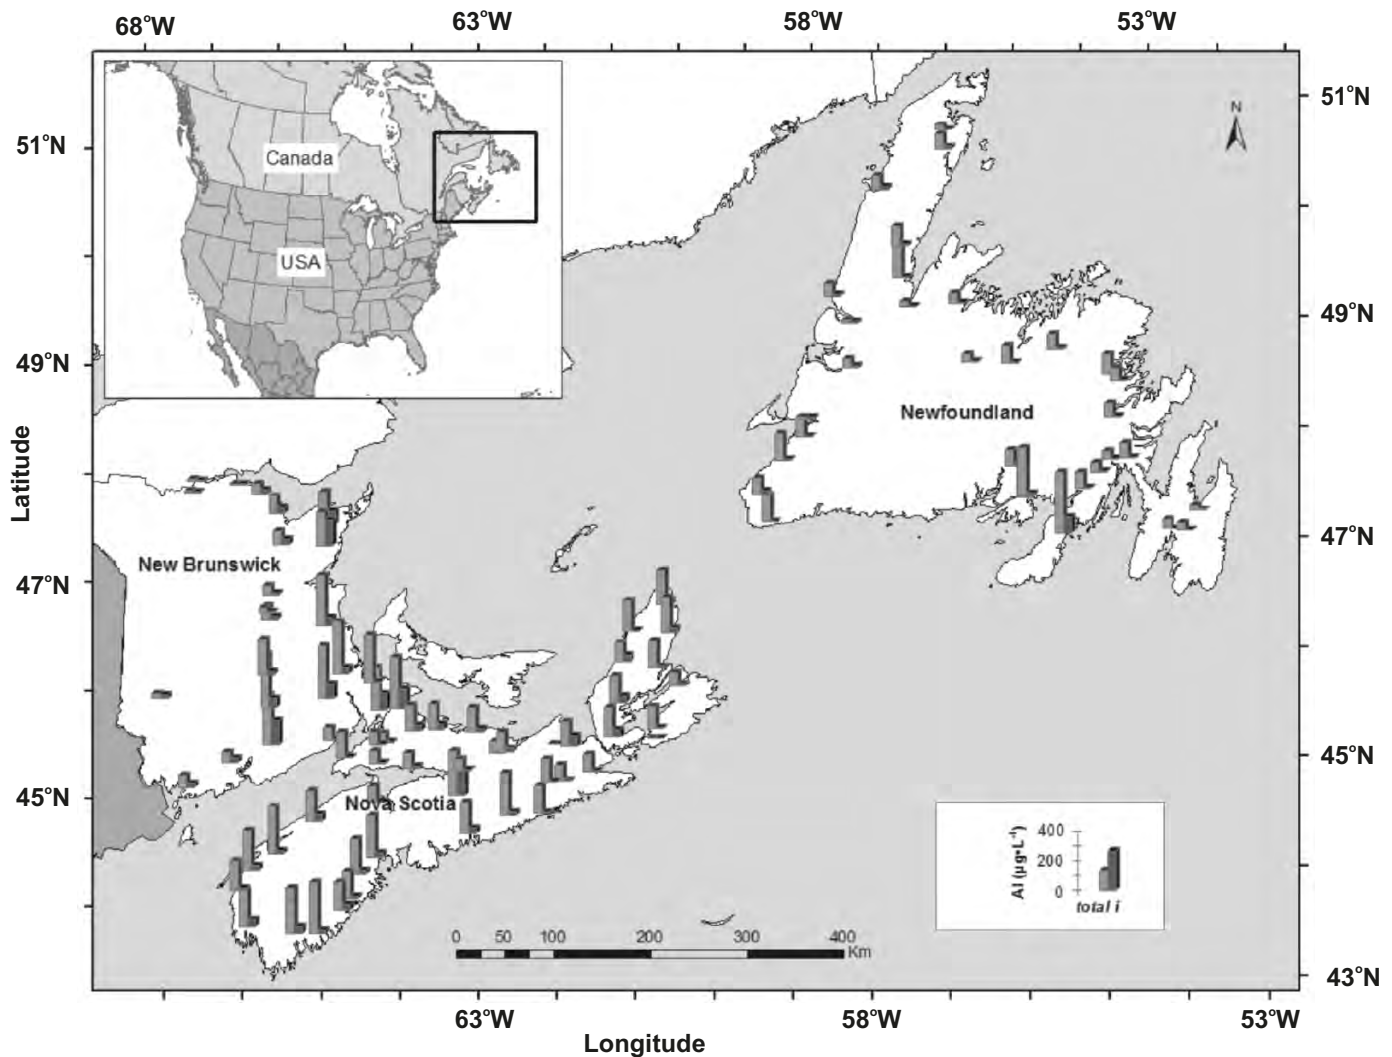 68°W 63°W 58°W 53°W
51°N
49°N
47°N
45°N
Latitude
Canada
USA
N
51°N
49°N
47°N
45°N
43°N
Newfoundland
New Brunswick
Nova Scotia
Al (µg•L⁻¹)
400
200
0
total i
0 50 100 200 300 400
Km
63°W 58°W 53°W
Longitude